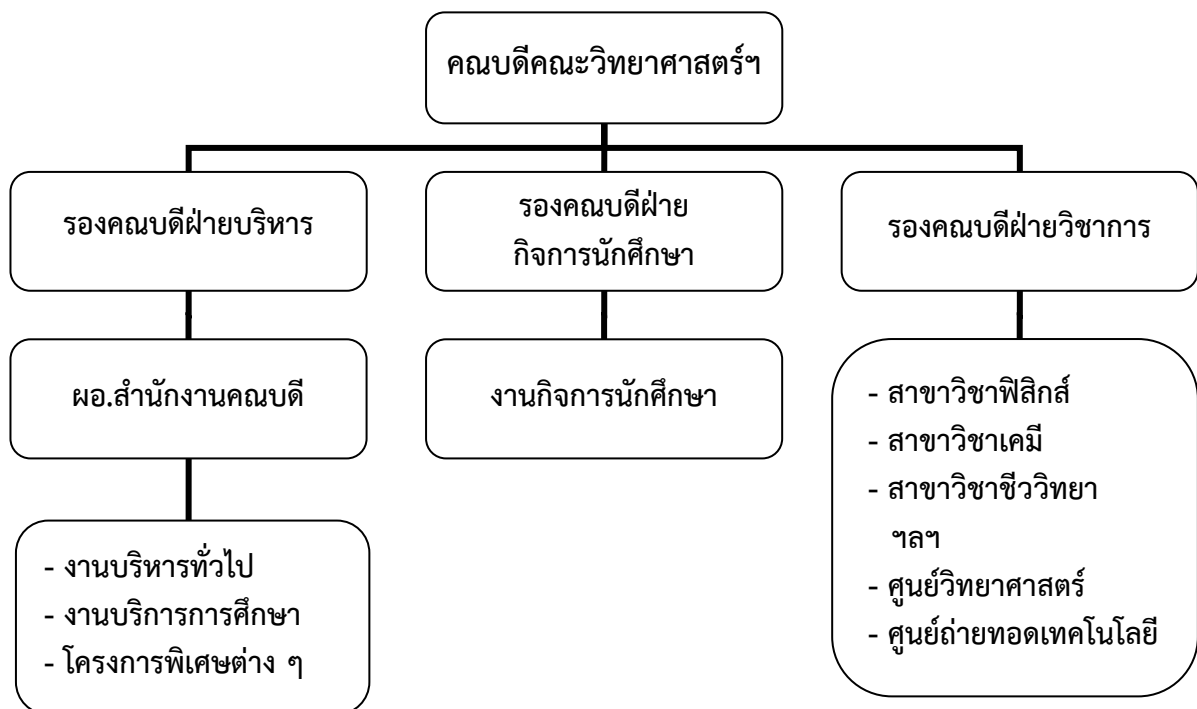 คณบดีคณะวิทยาศาสตร์ฯ
รองคณบดีฝ่ายบริหาร
รองคณบดีฝ่าย
กิจการนักศึกษา
รองคณบดีฝ่ายวิชาการ
ผอ.สำนักงานคณบดี
งานกิจการนักศึกษา
- สาขาวิชาฟิสิกส์
- สาขาวิชาเคมี
- สาขาวิชาชีววิทยา
ฯลฯ
- ศูนย์วิทยาศาสตร์
- ศูนย์ถ่ายทอดเทคโนโลยี
- งานบริหารทั่วไป
- งานบริการการศึกษา
- โครงการพิเศษต่าง ๆ